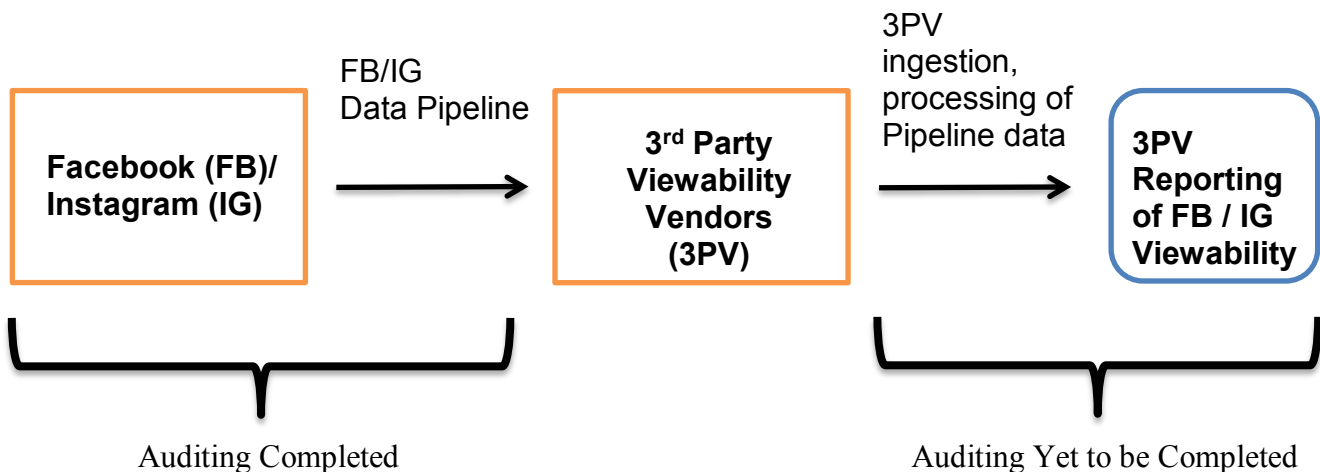 Facebook (FB)/
Instagram (IG)
FB/IG
Data Pipeline
3rd Party
Viewability
Vendors
(3PV)
3PV
ingestion,
processing of
Pipeline data
3PV
Reporting
of FB / IG
Viewability
Auditing Completed
Auditing Yet to be Completed